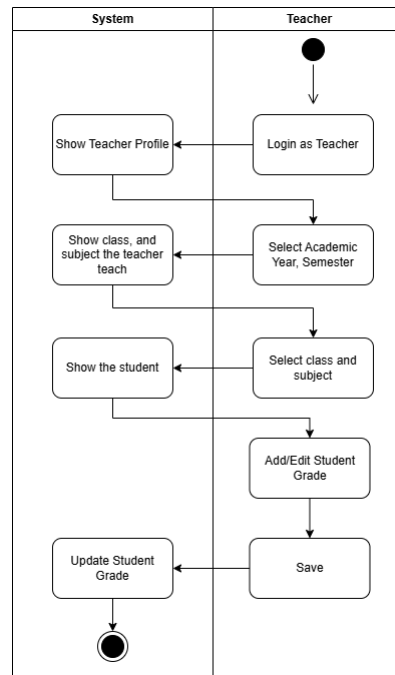 System
Teacher
Login as Teacher
Show Teacher Profile
Select Academic
Year, Semester
Show class, and
subject the teacher
teach
Select class and
subject
Show the student
Add/Edit Student
Grade
Save
Update Student
Grade